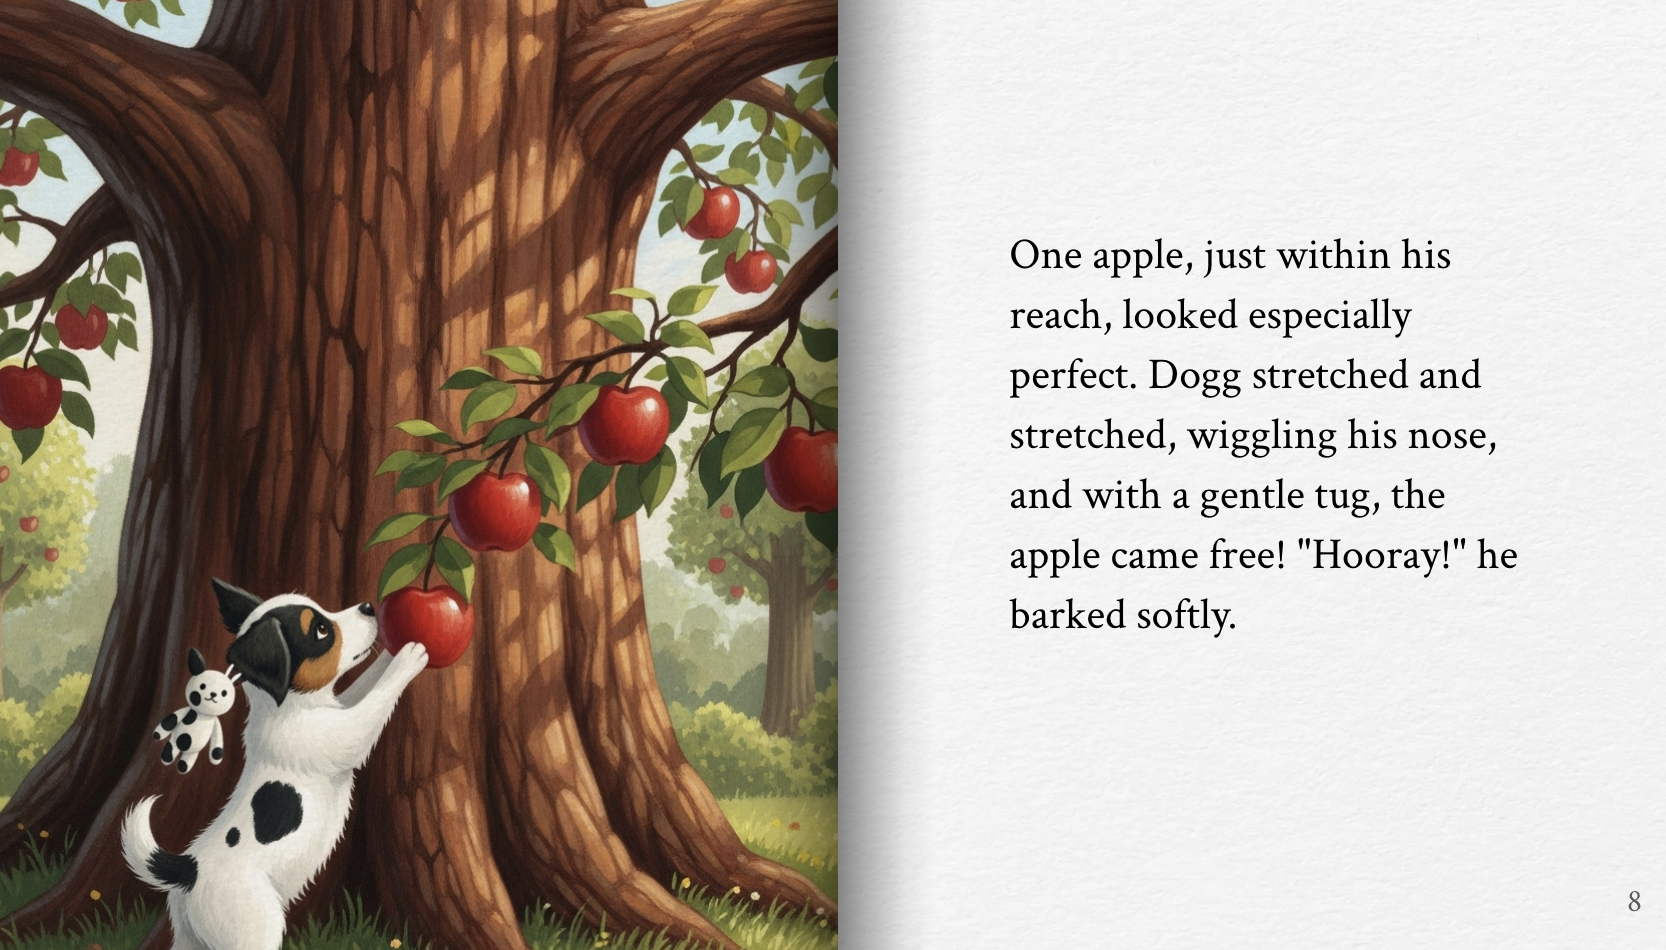 One apple, just within his
reach, looked especially
perfect. Dogg stretched and
stretched, wiggling his nose,
and with a gentle tug, the
apple came free! "Hooray!" he
barked softly.
8